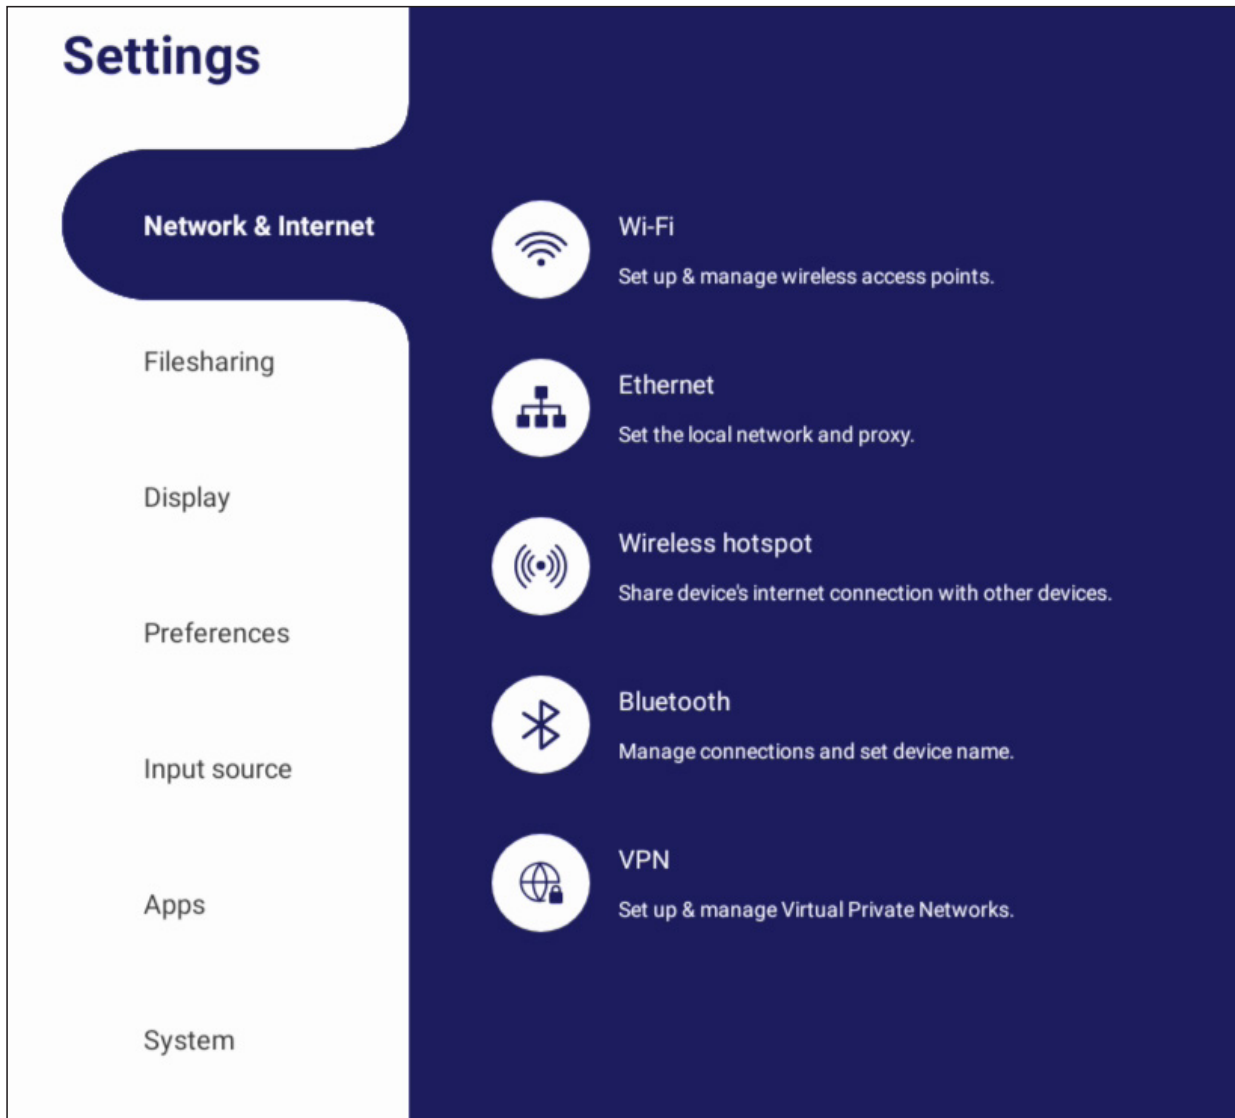 Settings
Network & Internet
Filesharing
Display
Preferences
Input source
Apps
System
Wi-Fi
Set up & manage wireless access points.
Ethernet
Set the local network and proxy.
Wireless hotspot
Share device's internet connection with other devices.
Bluetooth
Manage connections and set device name.
VPN
Set up & manage Virtual Private Networks.